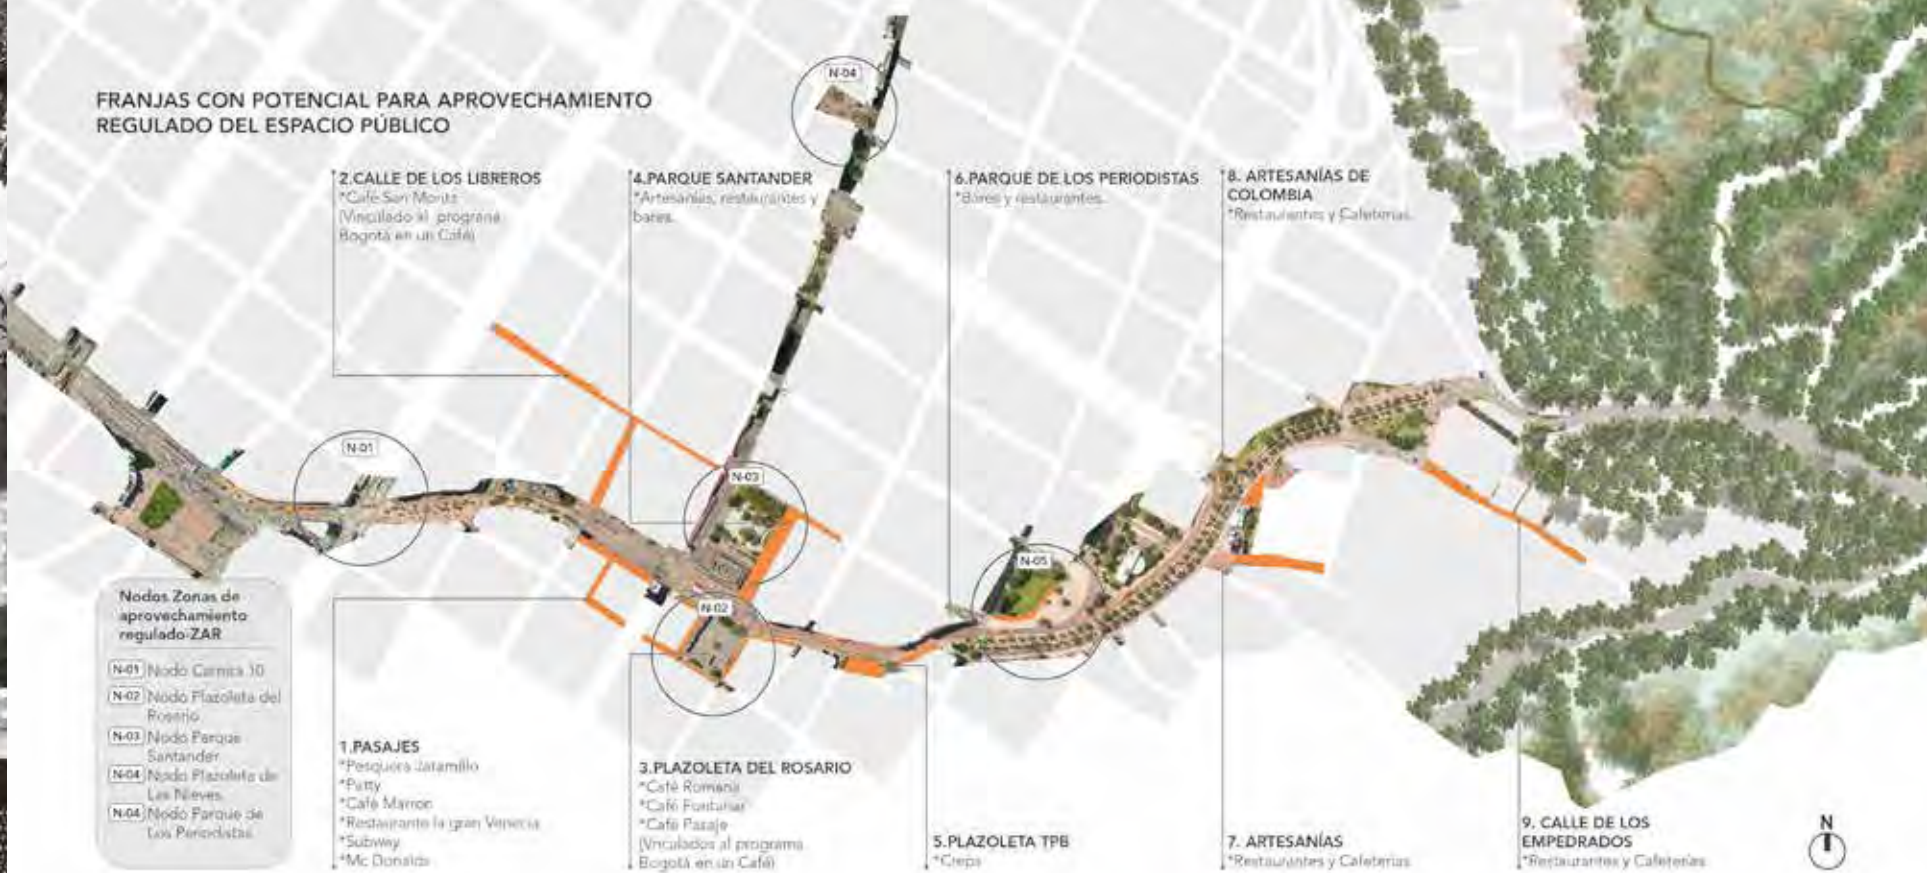 FRANJAS CON POTENCIAL PARA APROVECHAMIENTO
REGULADO DEL ESPACIO PÚBLICO
N-04
2.CALLE DE LOS LIBREROS
*Café San Moritz
(Vinculado al programa
Bogotá en un Café)
4.PARQUE SANTANDER
*Artesanías, restaurantes y
bares.
6.PARQUE DE LOS PERIODISTAS
*Bares y restaurantes.
8. ARTESANÍAS DE
COLOMBIA
*Restaurantes y Cafeterías.
N-01
N-03
N-05
N-02
Nodos Zonas de
aprovechamiento
regulado-ZAR
N-01 Nodo Carrera 10
N-02 Nodo Plazoleta del
Rosario
N-03 Nodo Parque
Santander
N-04 Nodo Plazoleta de
Las Nieves
N-04 Nodo Parque de
Los Periodistas
1.PASAJES
*Pesquera Jaramillo
*Patty
*Café Marron
*Restaurante la gran Venecia
*Subway
*Mc Donalds
3.PLAZOLETA DEL ROSARIO
*Café Romana
*Café Fontanar
*Café Pasaje
(Vinculados al programa
Bogotá en un Café)
5.PLAZOLETA TPB
*Creps
7. ARTESANÍAS
*Restaurantes y Cafeterías
9. CALLE DE LOS
EMPEDRADOS
*Restaurantes y Cafeterías
N